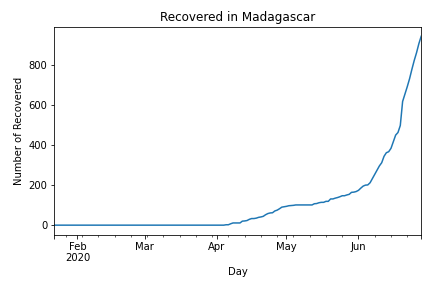 Recovered in Madagascar
Number of Recovered
800
600
400
200
0
Feb
2020
Mar
Apr
May
Jun
Day